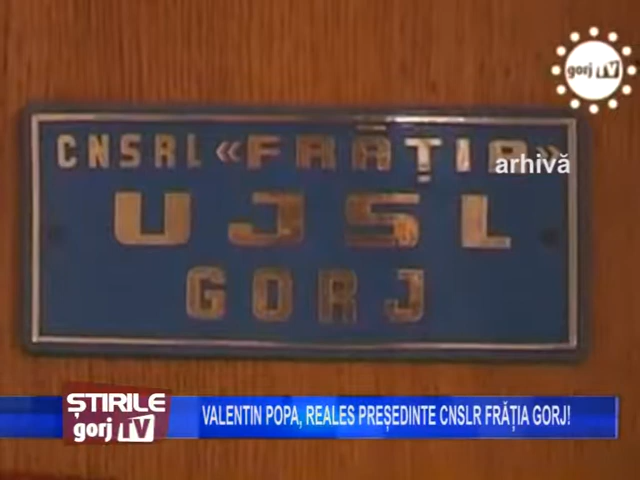 gorj TV
CNSRL «FRĂȚIA»
arhivă
UJSL
GORJ
ȘTIRILE
gorj TV
VALENTIN POPA, REALES PREȘEDINTE CNSLR FRĂȚIA GORJ!